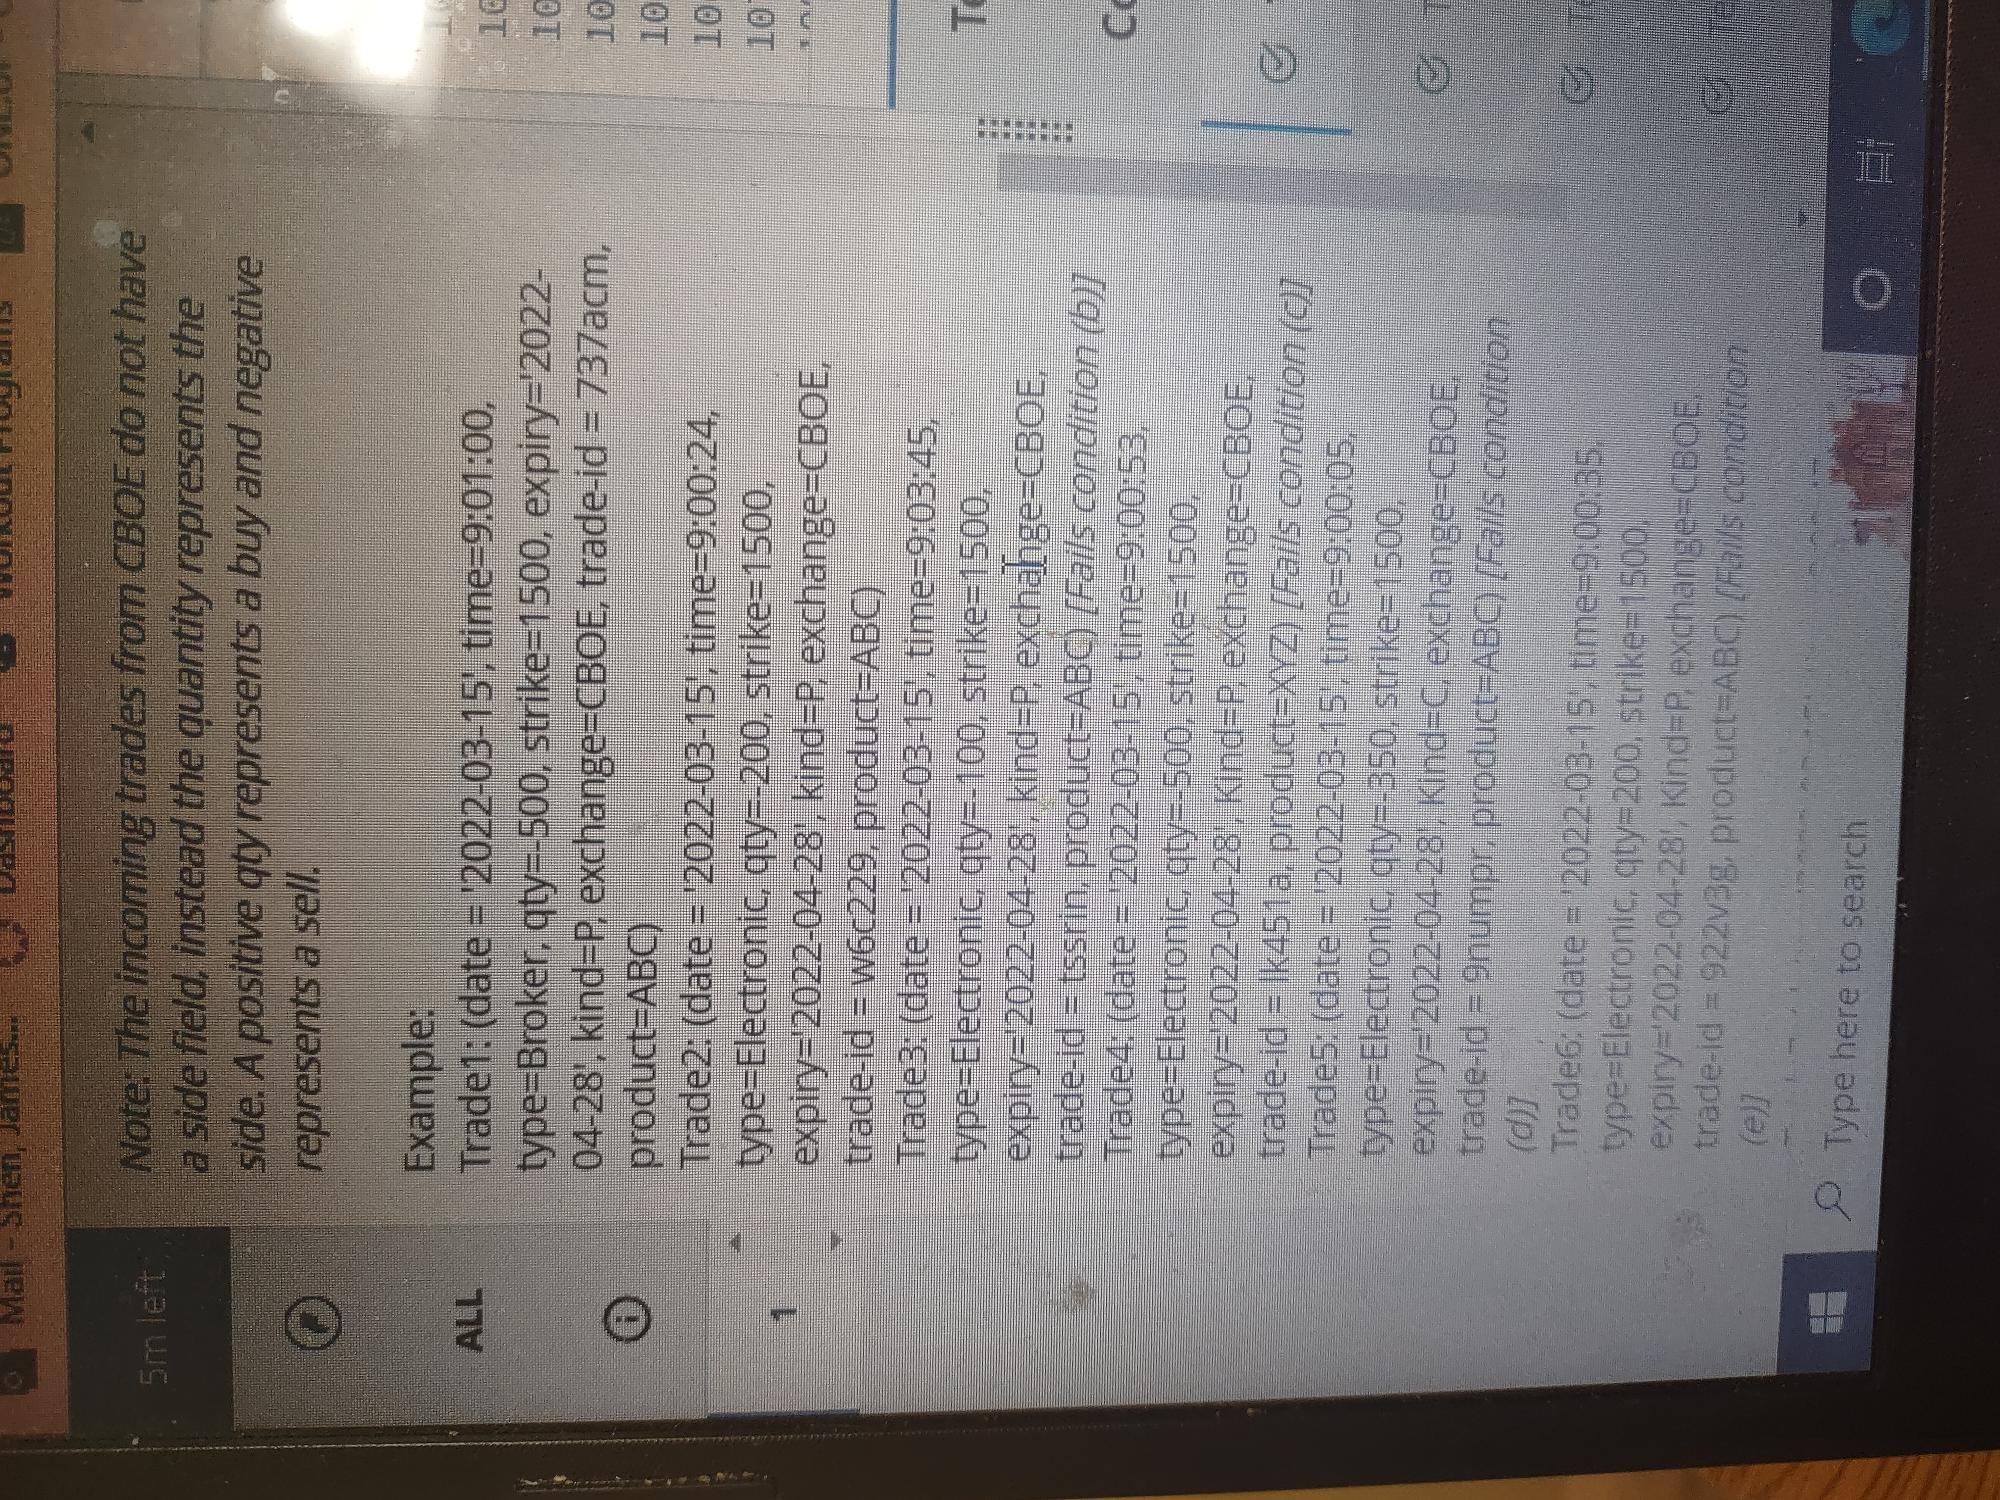 Mail - Shen, James...
Dashboard
Workout Programs
5m left
Note: The incoming trades from CBOE do not have
a side field, instead the quantity represents the
side. A positive qty represents a buy and negative
represents a sell.
Example:
ALL
Trade1: (date = '2022-03-15', time=9:01:00,
type=Broker, qty=-500, strike=1500, expiry='2022-
04-28', kind=P, exchange=CBOE, trade-id = 737acm,
product=ABC)
Trade2: (date = '2022-03-15', time=9:00:24,
type=Electronic, qty=-200, strike=1500,
1
expiry='2022-04-28', kind=P, exchange=CBOE,
trade-id = w6c229, product=ABC)
Trade3: (date = '2022-03-15', time=9:03:45,
type=Electronic, qty=-100, strike=1500,
expiry='2022-04-28', kind=P, exchange=CBOE,
trade-id = tssrin, product=ABC) [Fails condition (b)]
Trade4: (date = '2022-03-15', time=9:00:53,
type=Electronic, qty=-500, strike=1500,
expiry='2022-04-28' Kind=P, exchange=CBOE,
trade-id = lk451a, product=XYZ) [Fails condition (c)]
Trade5: (date = '2022-03-15', time=9:00:05,
type=Electronic, qty=-350, strike=1500,
expiry='2022-04-28', Kind=C, exchange=CBOE,
trade-id = 9numpr, product=ABC) [Fails condition
(d)]
Trade6: (date = '2022-03-15', time=9:00:35,
type=Electronic, qty=200, strike=1500,
expiry='2022-04-28', Kind=P, exchange=CBOE,
trade-id = 922v3g, product=ABC) [Fails condition
(e)]
Type here to search